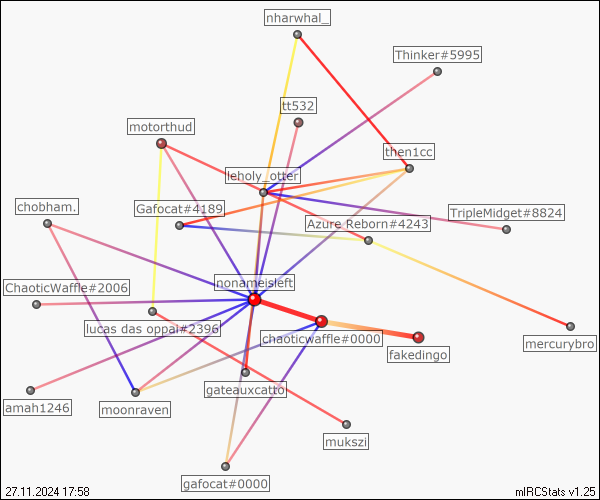 nharwhal_
Thinker#5995
tt532
motorthud
then1cc
leholy_otter
chobham.
Gafocat#4189
TripleMidget#8824
Azure Reborn#4243
nonameisleft
ChaoticWaffle#2006
lucas das oppai#2396
chaoticwaffle#0000
mercurybro
fakedingo
gateauxcatto
amah1246
moonraven
mukszi
gafocat#0000
27.11.2024 17:58
mIRCStats v1.25